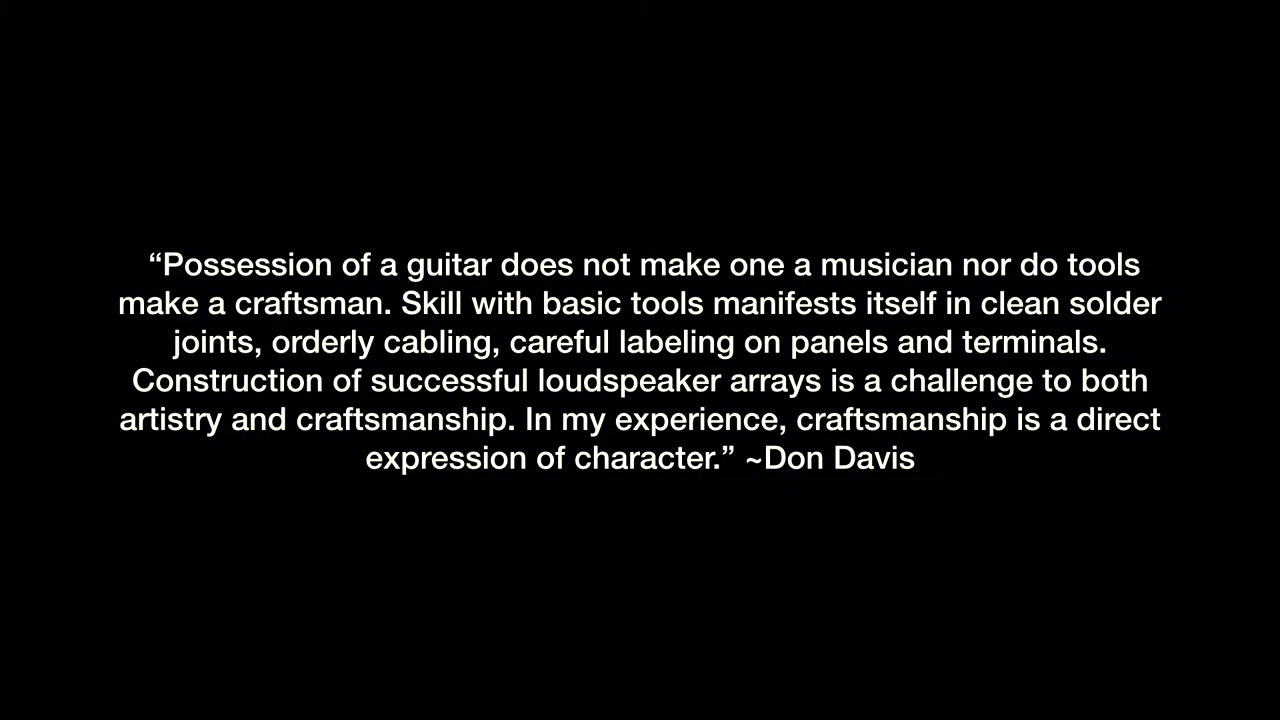 “Possession of a guitar does not make one a musician nor do tools
make a craftsman. Skill with basic tools manifests itself in clean solder
joints, orderly cabling, careful labeling on panels and terminals.
Construction of successful loudspeaker arrays is a challenge to both
artistry and craftsmanship. In my experience, craftsmanship is a direct
expression of character.” ~Don Davis